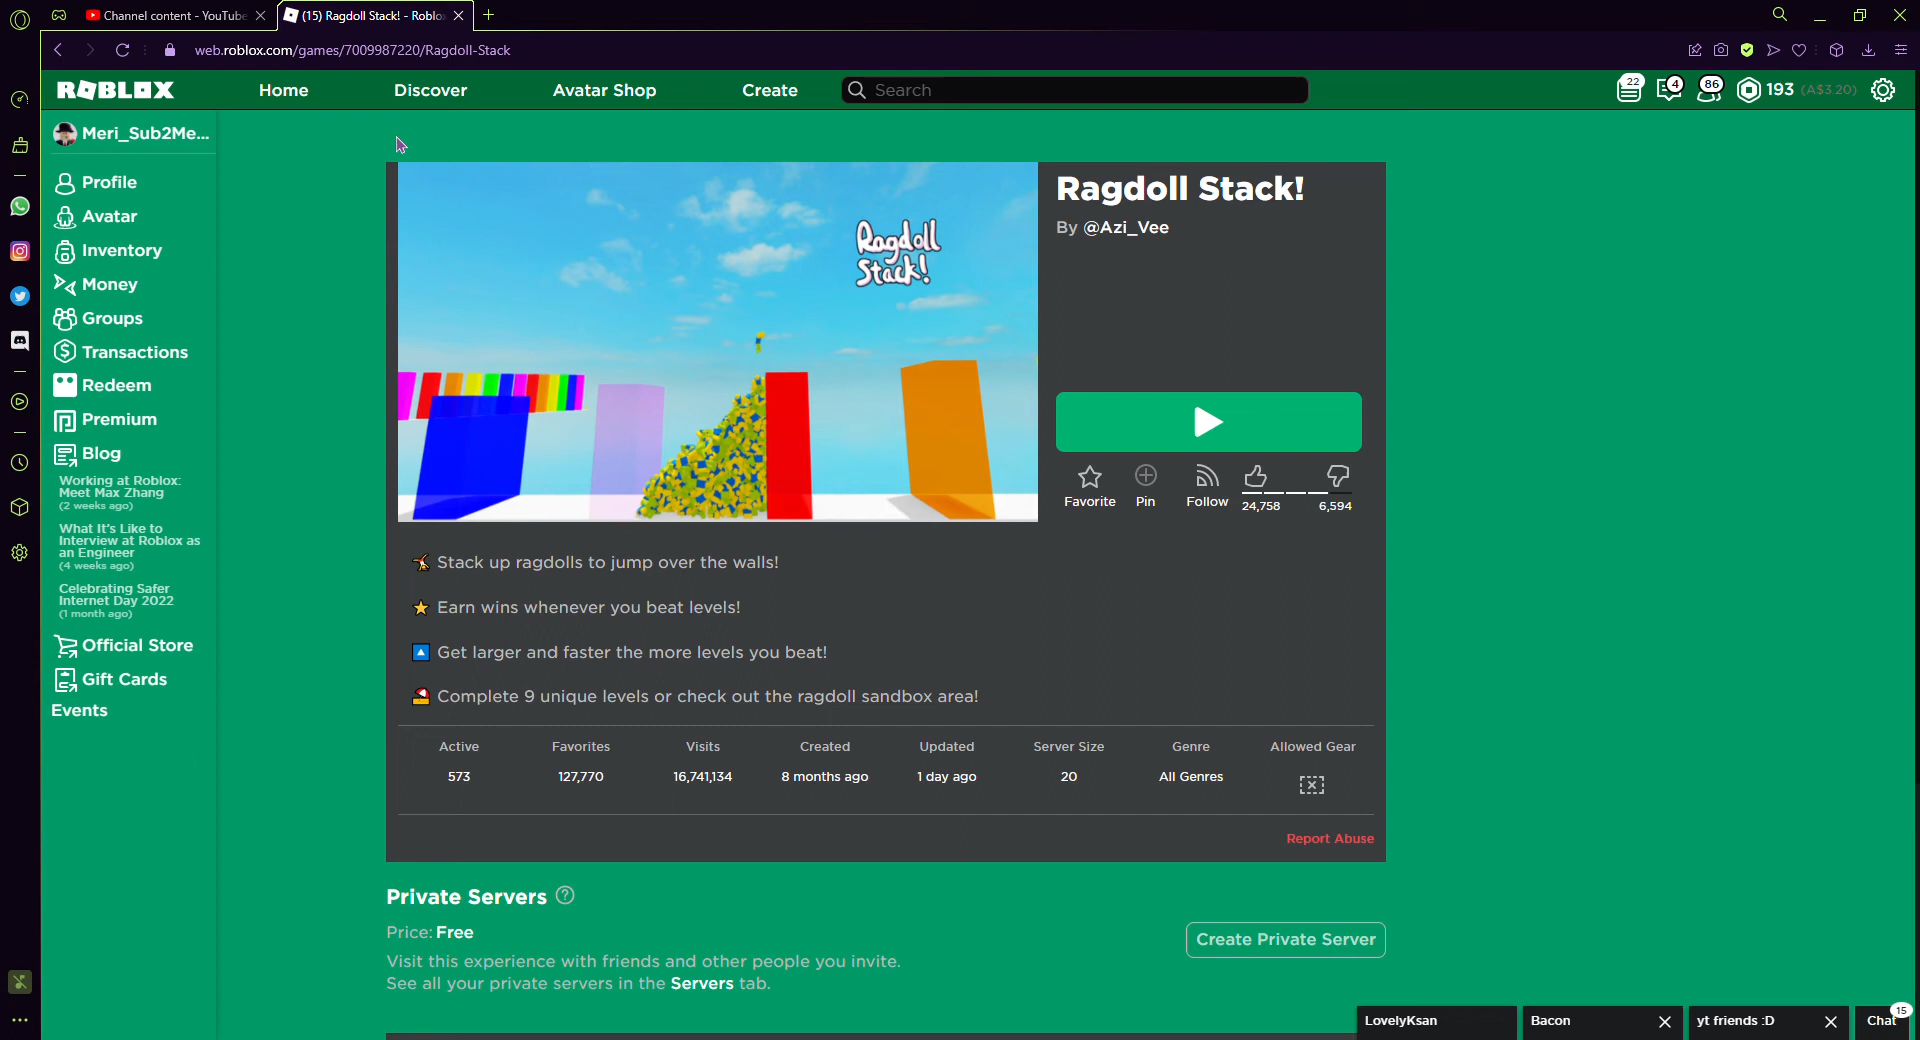 Channel content - YouTube
(15) Ragdoll Stack! - Roblox
web.roblox.com/games/7009987220/Ragdoll-Stack
ROBLOX
Home
Discover
Avatar Shop
Create
Search
22
4
86
193 (A$3.20)
Meri_Sub2Me...
Profile
Avatar
Inventory
Money
Groups
Transactions
Redeem
Premium
Blog
Working at Roblox:
Meet Max Zhang
(2 weeks ago)
What It's Like to
Interview at Roblox as
an Engineer
(4 weeks ago)
Celebrating Safer
Internet Day 2022
(1 month ago)
Official Store
Gift Cards
Events
Ragdoll
Stack!
Ragdoll Stack!
By @Azi_Vee
Favorite
Pin
Follow
24,758
6,594
Stack up ragdolls to jump over the walls!
Earn wins whenever you beat levels!
Get larger and faster the more levels you beat!
Complete 9 unique levels or check out the ragdoll sandbox area!
Active Favorites Visits Created Updated Server Size Genre Allowed Gear
573 127,770 16,741,134 8 months ago 1 day ago 20 All Genres
Report Abuse
Private Servers
Price: Free
Create Private Server
Visit this experience with friends and other people you invite.
See all your private servers in the Servers tab.
LovelyKsan
Bacon
yt friends :D
Chat
15